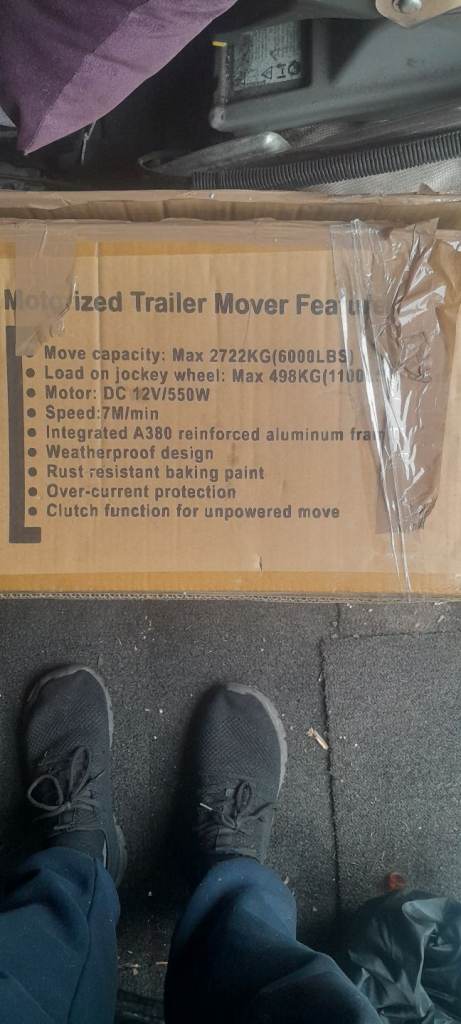 Motorized Trailer Mover Feature
Move capacity: Max 2722KG(6000LBS)
Load on jockey wheel: Max 498KG(1100
Motor: DC 12V/550W
Speed:7M/min
Integrated A380 reinforced aluminum fram
Weatherproof design
Rust resistant baking paint
Over-current protection
Clutch function for unpowered move